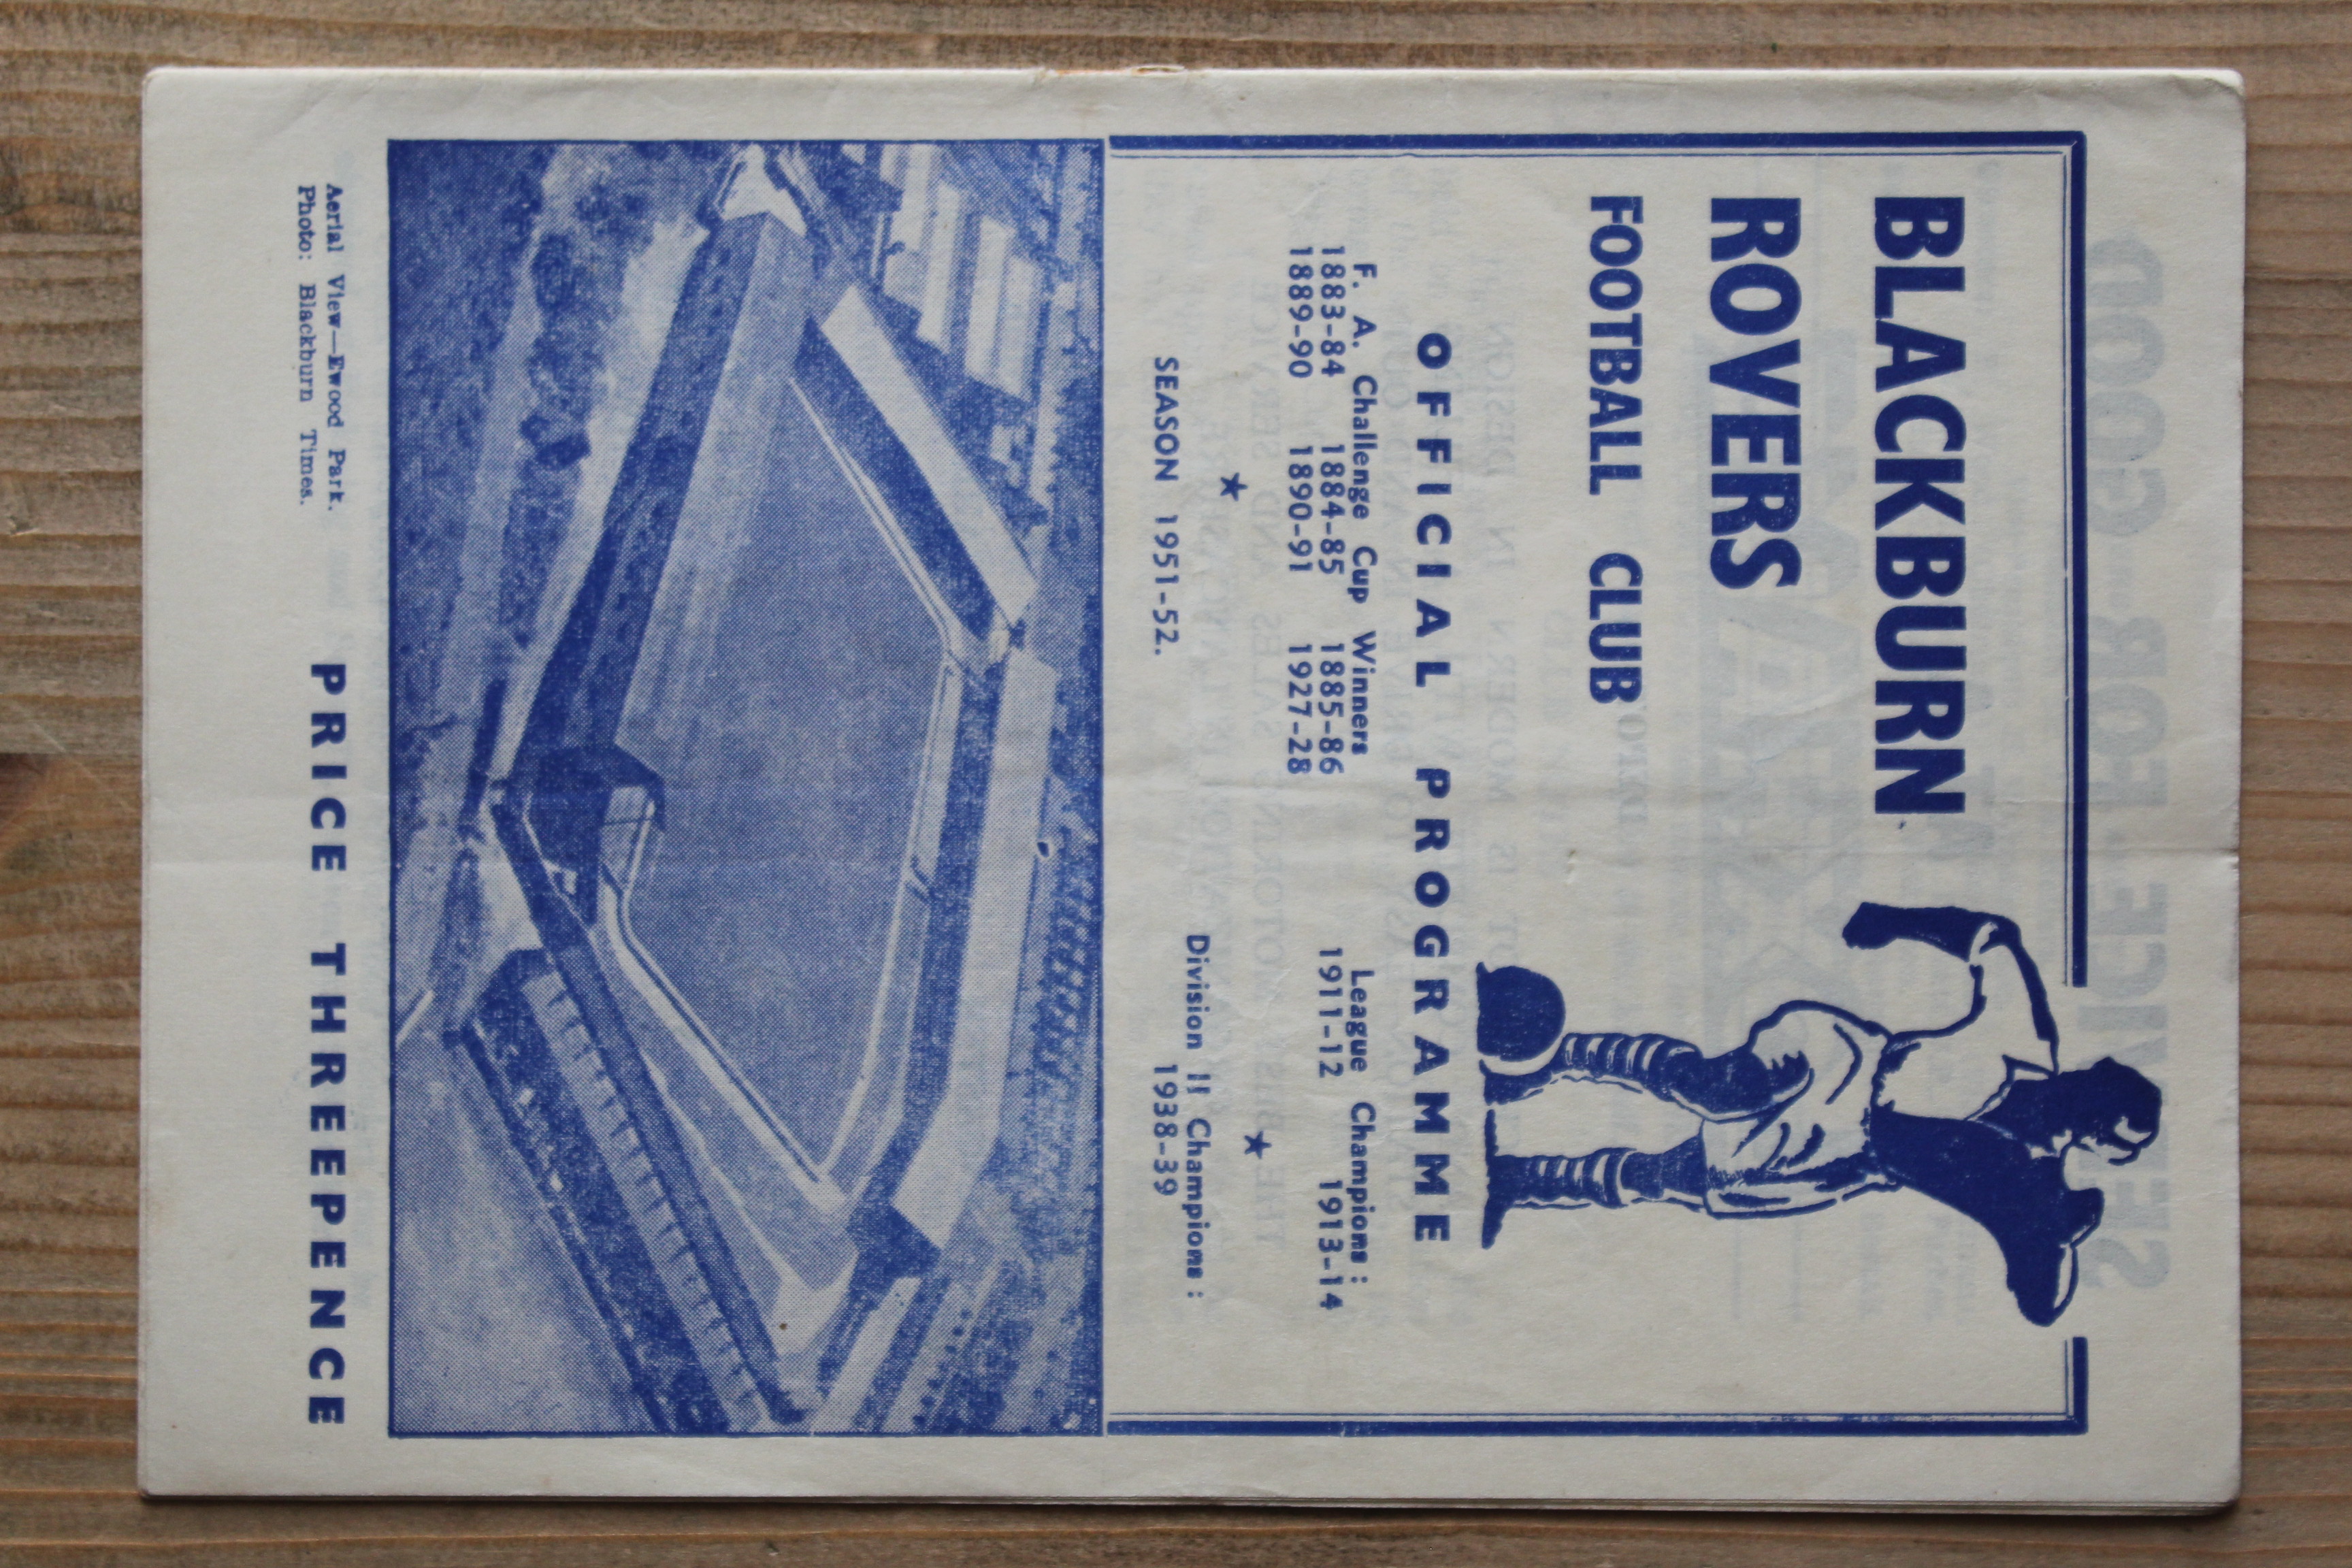 BLACKBURN
ROVERS
FOOTBALL CLUB
OFFICIAL PROGRAMME
F. A. Challenge Cup Winners
1883-84 1884-85 1885-86
1889-90 1890-91 1927-28
League Champions :
1911-12 1913-14
★
★
SEASON 1951-52.
Division II Champions :
1938-39
Aerial View—Ewood Park.
Photo: Blackburn Times.
PRICE THREEPENCE